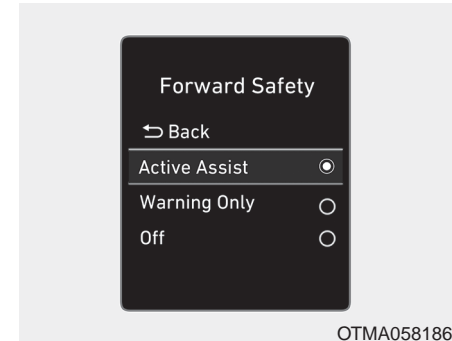 Forward Safety
Back
Active Assist
Warning Only
Off
OTMA058186